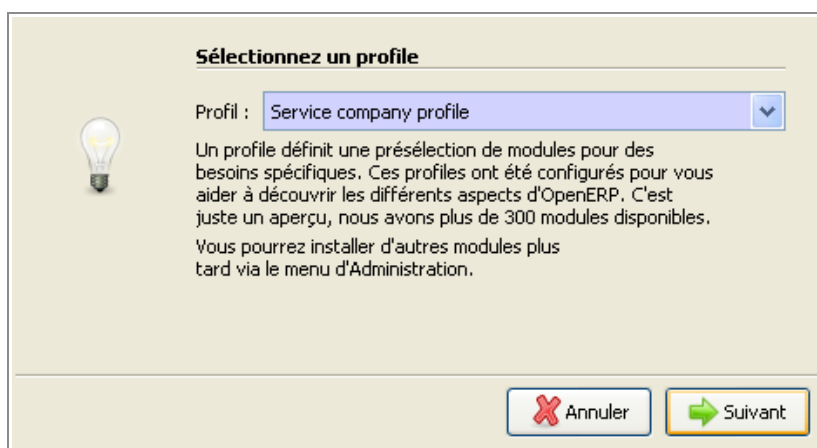 Sélectionnez un profile
Profil : Service company profile
Un profile définit une présélection de modules pour des
besoins spécifiques. Ces profiles ont été configurés pour vous
aider à découvrir les différents aspects d'OpenERP. C'est
juste un aperçu, nous avons plus de 300 modules disponibles.
Vous pourrez installer d'autres modules plus
tard via le menu d'Administration.
Annuler Suivant